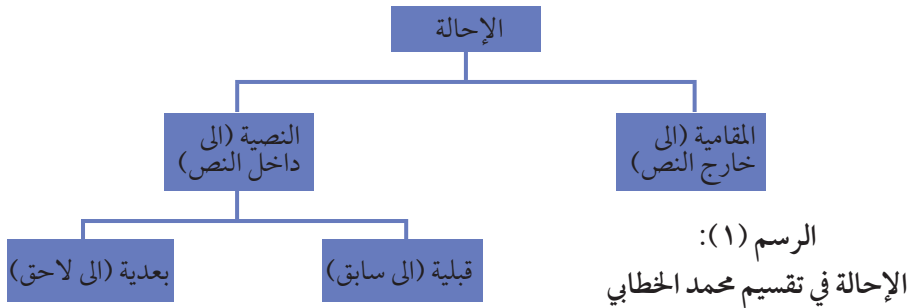 الإحالة
المقامية (الى
خارج النص)
النصية (الى
داخل النص)
قبلية (الى سابق)
بعدية (الى لاحق)
الرسم (١):
الإحالة في تقسيم محمد الخطابي